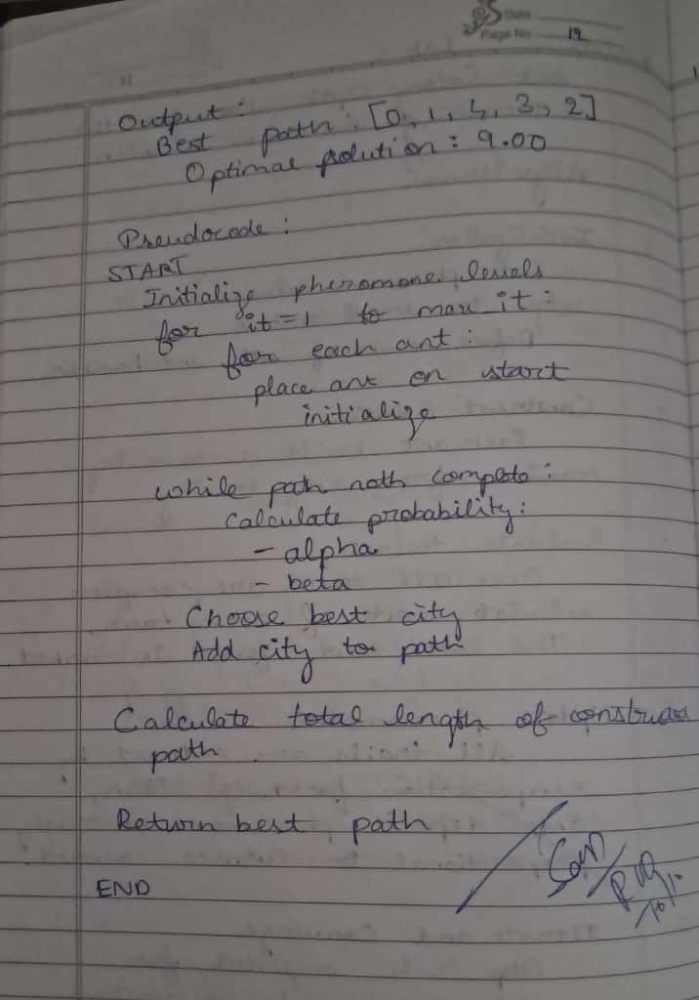 Date
Page No 12
Output :
Best path : [0, 1, 4, 3, 2]
Optimal solution : 9.00
Pseudocode :
START
Initialize pheromone levels
for it = 1 to max it :
for each ant :
place ant on start
initialize
while path noth complete :
Calculate probability :
- alpha
- beta
Choose best city
Add city to path
Calculate total length of
path
Return best path
END